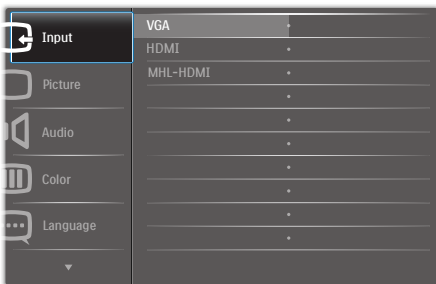 Input
Picture
Audio
Color
Language
VGA
HDMI
MHL-HDMI